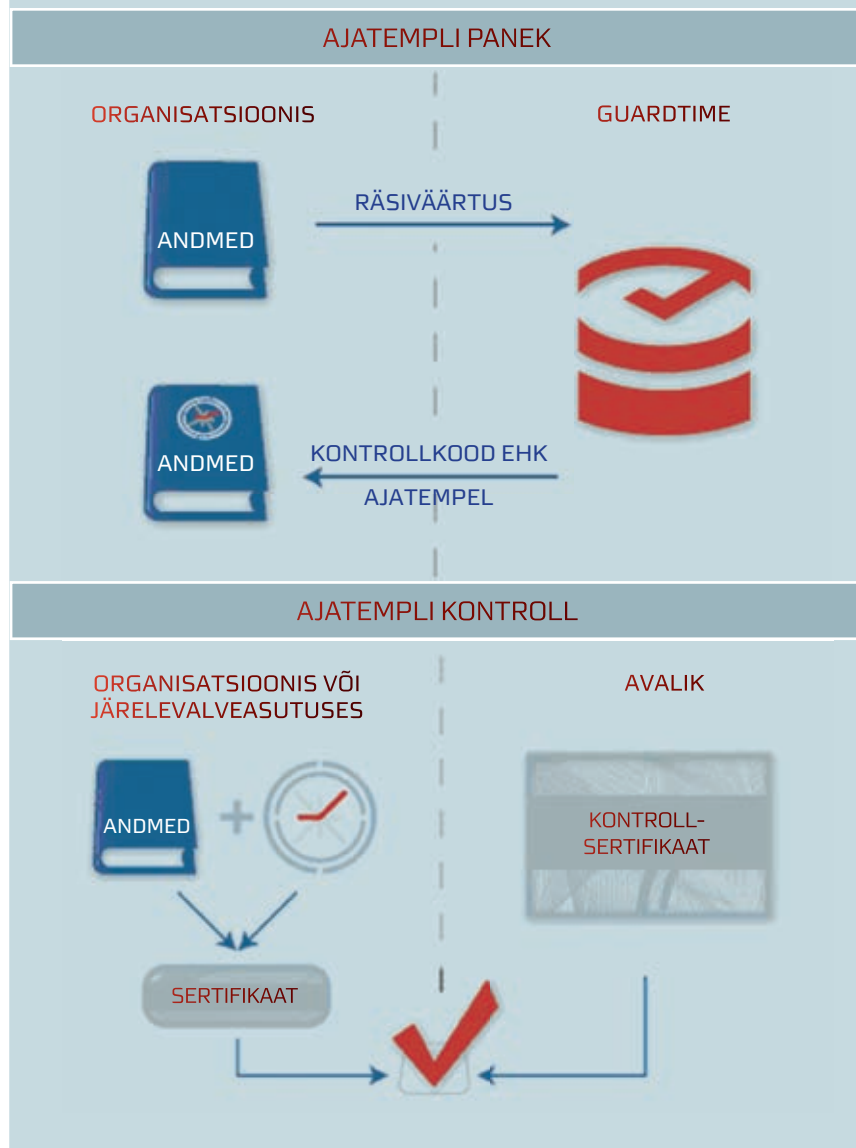 AJATEMPLI PANEK
ORGANISATSIOONIS
GUARDTIME
RÄSIVÄÄRTUS
ANDMED
KONTROLLKOOD EHK
ANDMED
AJATEMPEL
AJATEMPLI KONTROLL
ORGANISATSIOONIS VÕI
JÄRELEVALVEASUTUSES
AVALIK
ANDMED
KONTROLL-
SERTIFIKAAT
SERTIFIKAAT